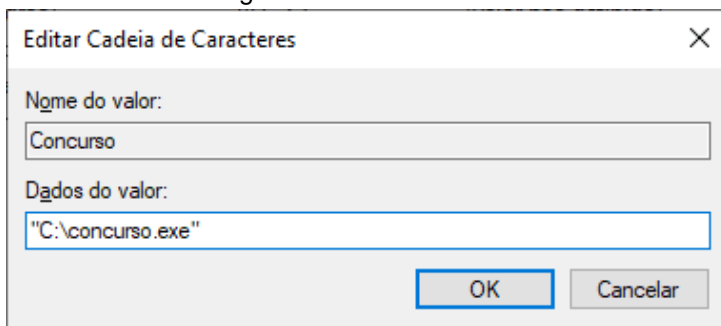 Editar Cadeia de Caracteres
Nome do valor:
Concurso
Dados do valor:
"C:\concurso.exe"
OK Cancelar